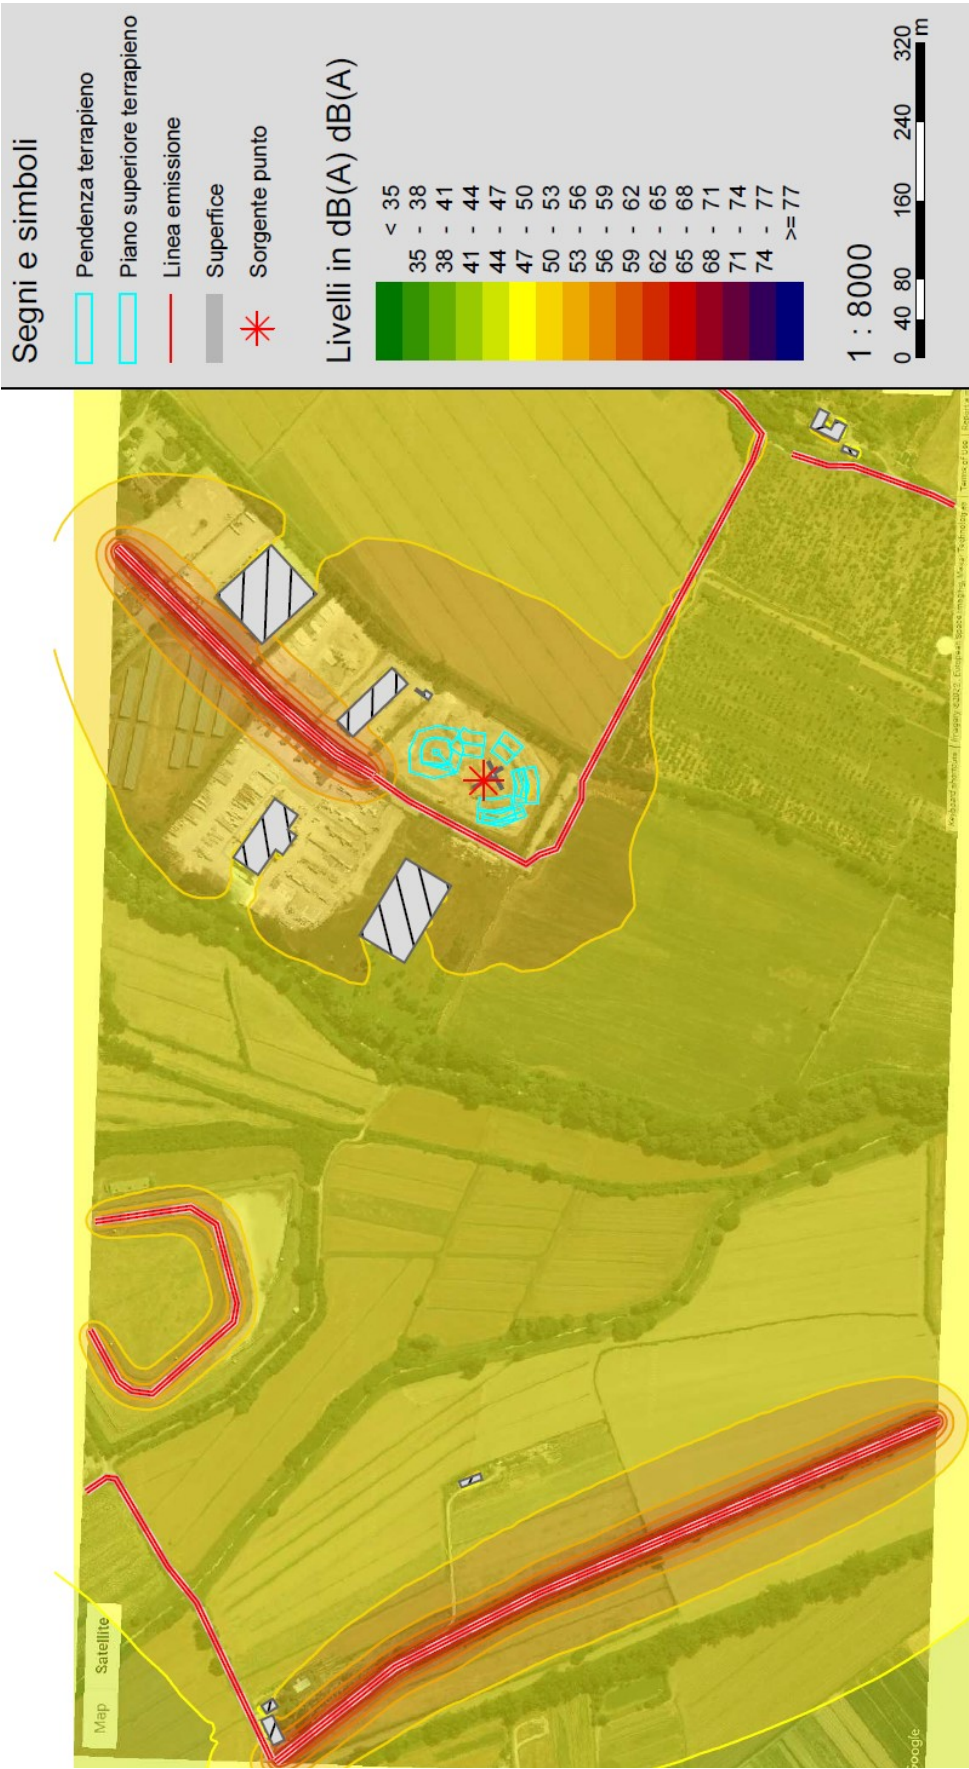 Segni e simboli
Pendenza terrapieno
Piano superiore terrapieno
Linea emissione
Superfice
Sorgente punto
Livelli in dB(A) dB(A)
< 35
35 - 38
38 - 41
41 - 44
44 - 47
47 - 50
50 - 53
53 - 56
56 - 59
59 - 62
62 - 65
65 - 68
68 - 71
71 - 74
74 - 77
>= 77
1 : 8000
0 40 80 160 240 320
m
Map Satellite